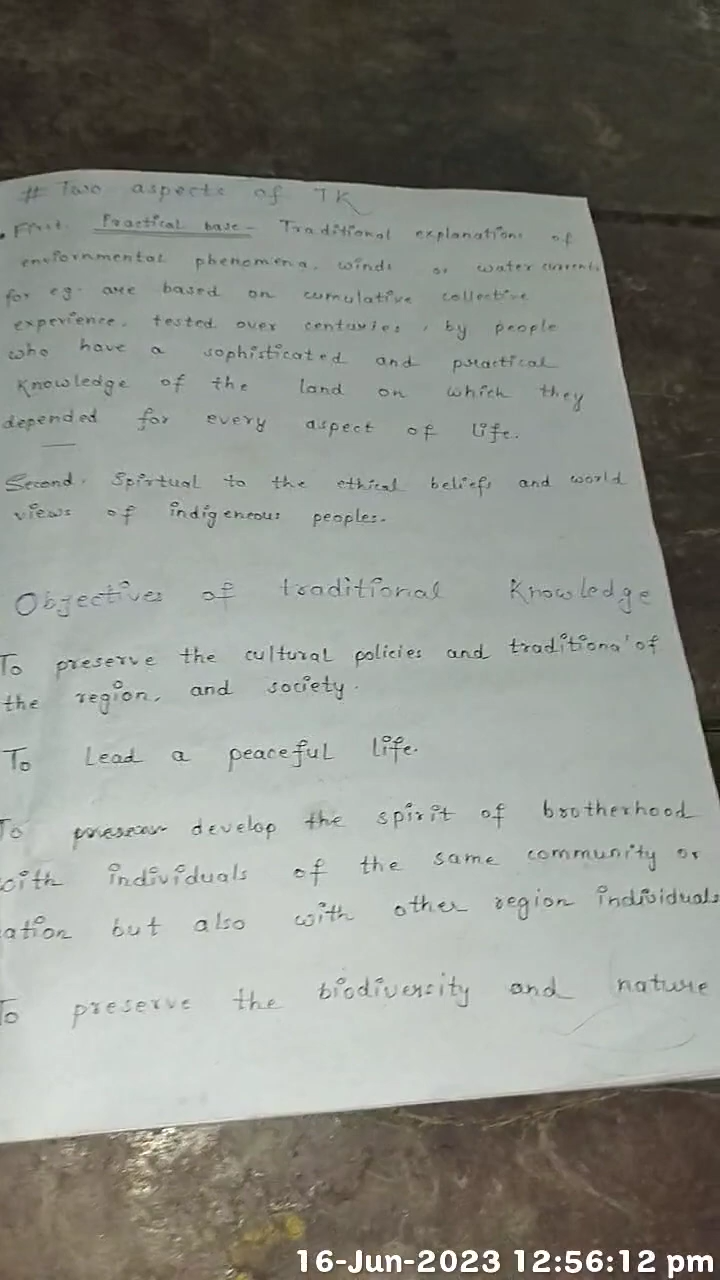 # Two aspects of TK
. First. Practical base - Traditional explanations of
enviornmental phenomena, winds or water currents
for eg. are based on cumulative collective
experience, tested over centuries, by people
who have a sophisticated and practical
Knowledge of the land on which they
depended for every aspect of life.
Second, Spirtual to the ethical beliefs and world
views of indigeneous peoples.
Objectives of traditional Knowledge
To preserve the cultural policies and traditional of
the region, and society.
To Lead a peaceful life.
To develop the spirit of brotherhood
with individuals of the same community or
ation but also with other region individuals
To preserve the biodiversity and nature
16-Jun-2023 12:56:12 pm